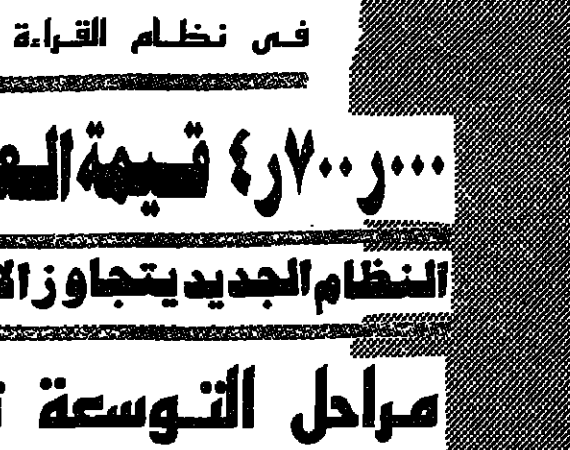 فى نظام القراءة
٤ر٧٠٠ر٠٠٠ قيمة
النظام الجديد يتجاوز
مراحل التوسعة